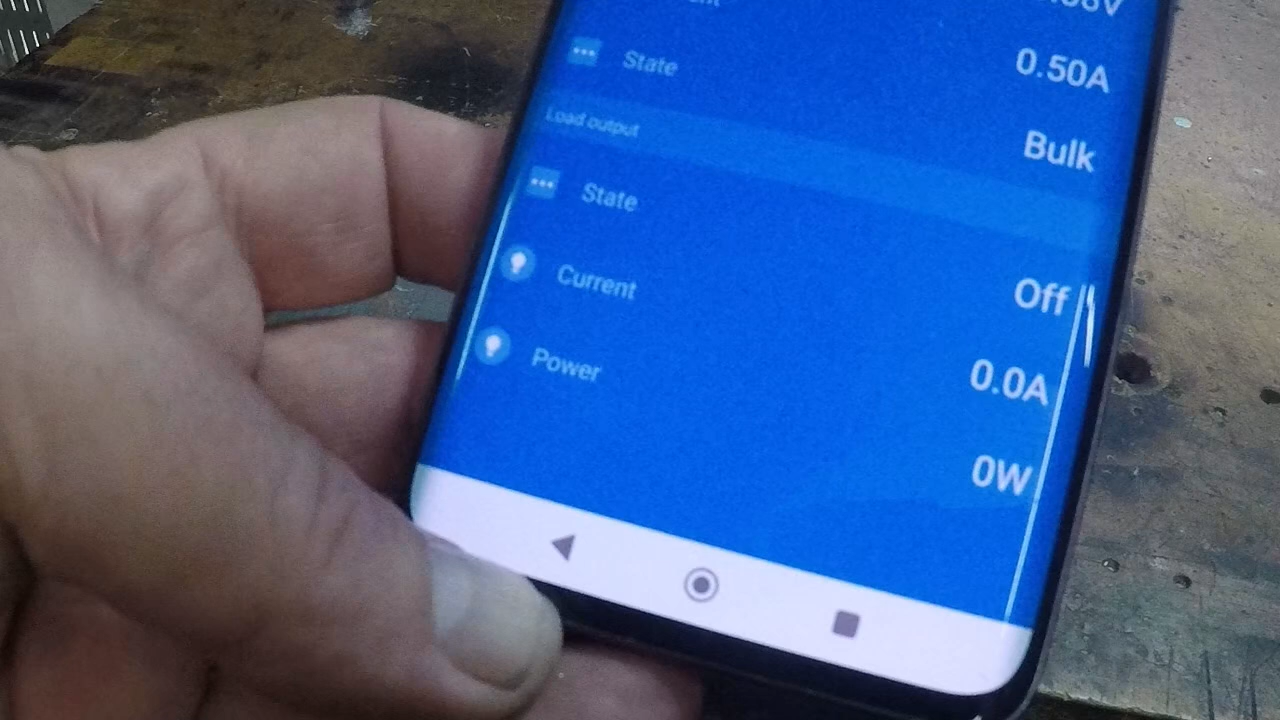 0.50A
State
Bulk
Load output
State
Off
Current
0.0A
Power
0W